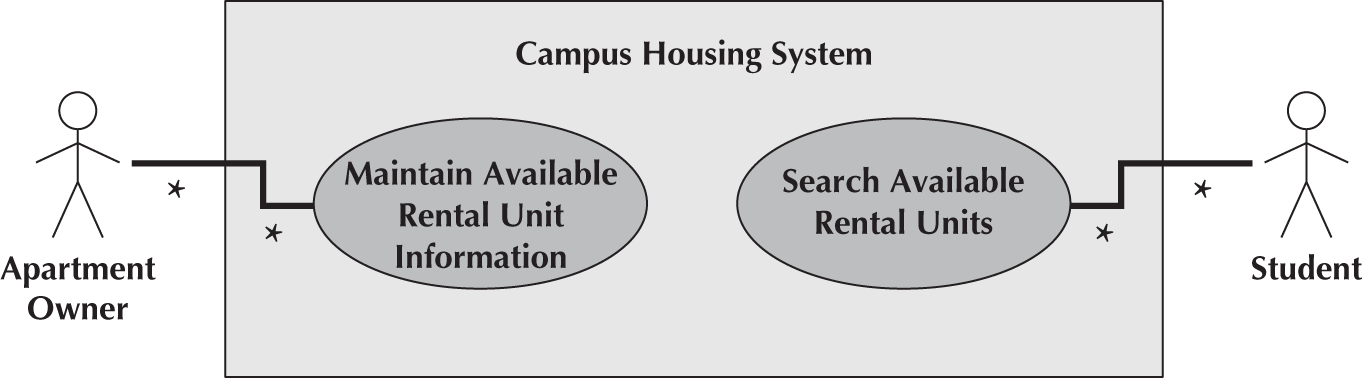 Campus Housing System
Apartment
Owner
*
*
Maintain Available
Rental Unit
Information
Search Available
Rental Units
*
*
Student